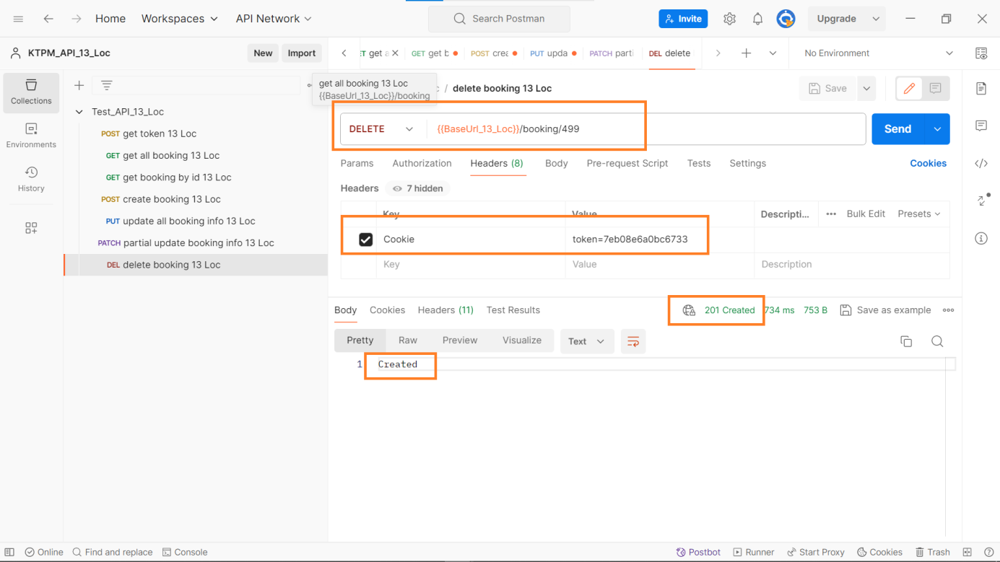 Home Workspaces API Network Search Postman Invite Upgrade
KTPM_API_13_Loc New Import
GET get a GET get b POST crea PUT upda PATCH parti DEL delete No Environment
get all booking 13 Loc
{{BaseUrl_13_Loc}}/booking
/ delete booking 13 Loc Save
Collections
Environments
History
Test_API_13_Loc
POST get token 13 Loc
GET get all booking 13 Loc
GET get booking by id 13 Loc
POST create booking 13 Loc
PUT update all booking info 13 Loc
PATCH partial update booking info 13 Loc
DEL delete booking 13 Loc
DELETE {{BaseUrl_13_Loc}}/booking/499 Send
Params Authorization Headers (8) Body Pre-request Script Tests Settings Cookies
Headers 7 hidden
Key Value Descripti... Bulk Edit Presets
Cookie token=7eb08e6a0bc6733
Key Value Description
Body Cookies Headers (11) Test Results 201 Created 734 ms 753 B Save as example
Pretty Raw Preview Visualize Text
1 Created
Online Find and replace Console Postbot Runner Start Proxy Cookies Trash